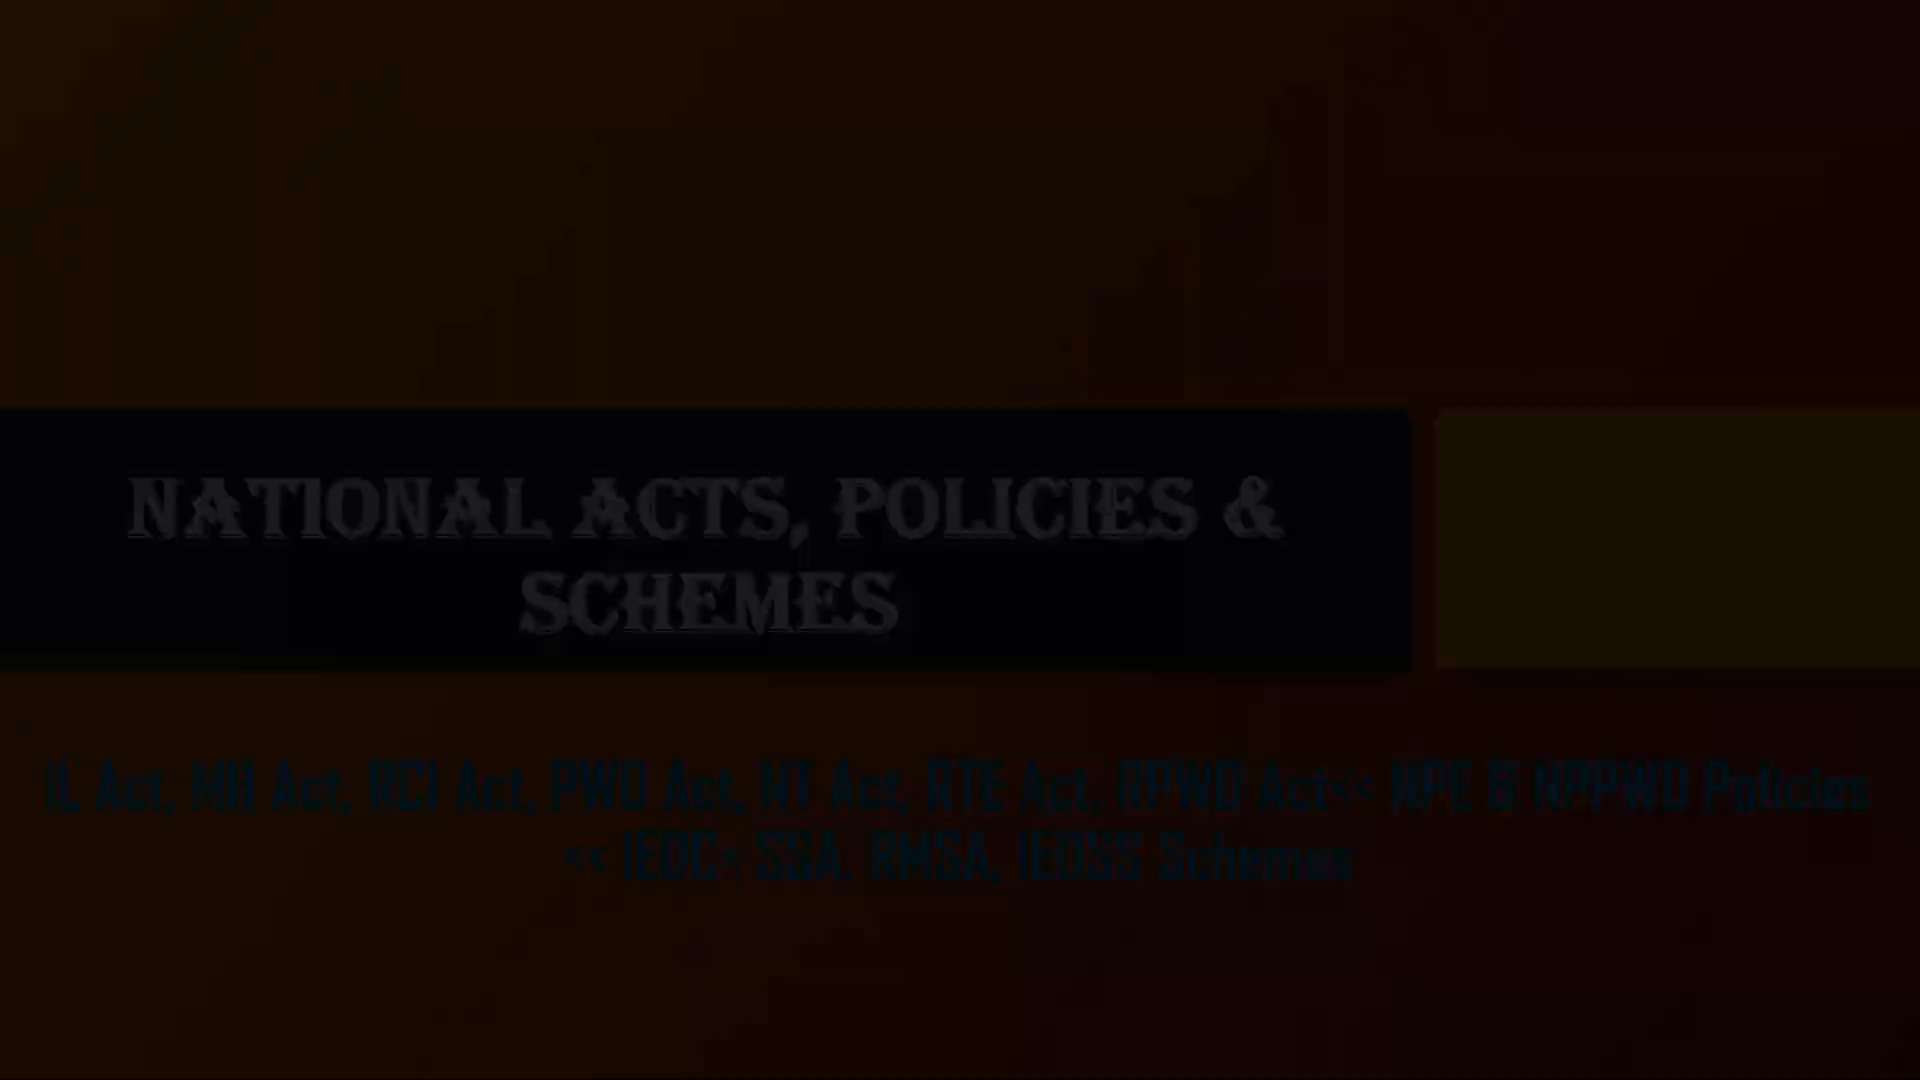 NATIONAL ACTS, POLICIES &
SCHEMES
IL Act, MH Act, RCI Act, PWD Act, NT Act, RTE Act, RPWD Act<< NPE & NPPWD Policies
<< IEDC< SSA, RMSA, IEDSS Schemes